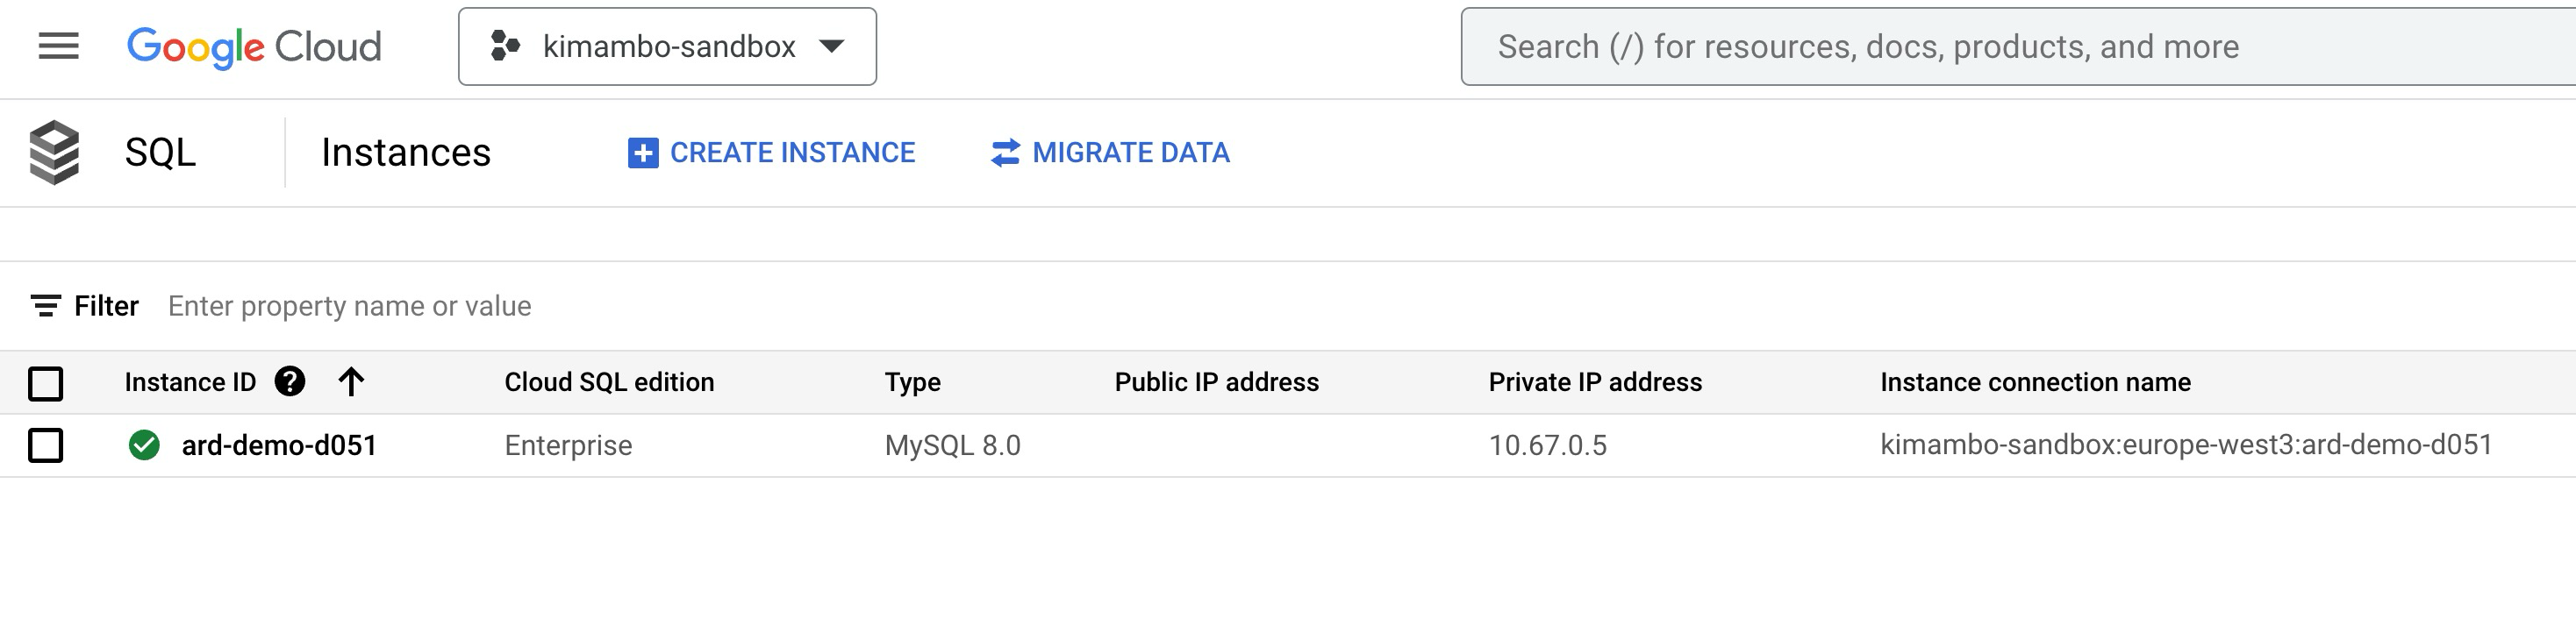 Google Cloud kimambo-sandbox Search (/) for resources, docs, products, and more
SQL Instances CREATE INSTANCE MIGRATE DATA
Filter Enter property name or value
Instance ID ? Cloud SQL edition Type Public IP address Private IP address Instance connection name
ard-demo-d051 Enterprise MySQL 8.0 10.67.0.5 kimambo-sandbox:europe-west3:ard-demo-d051